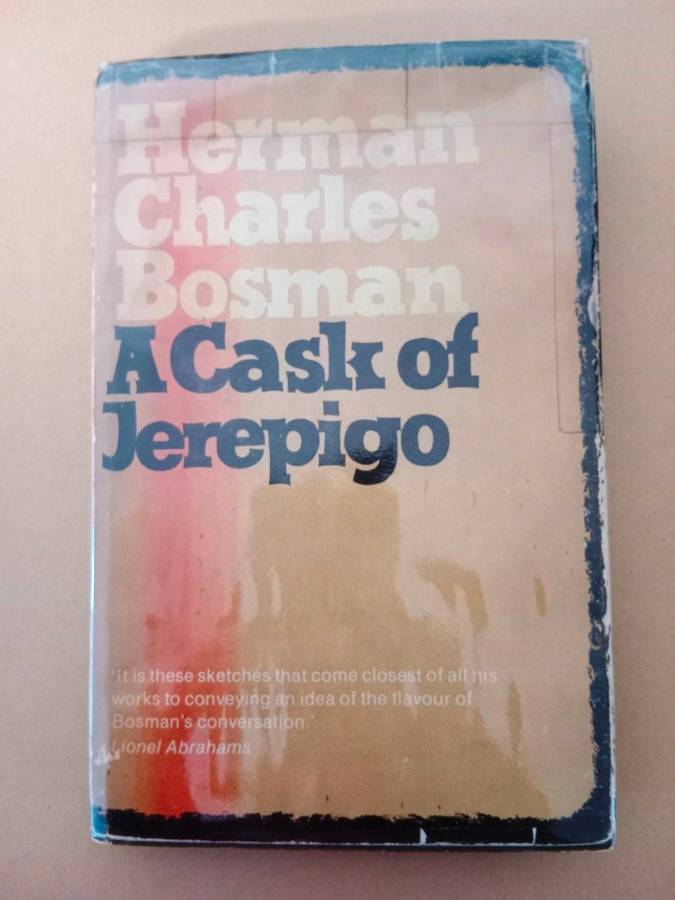 Herman
Charles
Bosman
A Cask of
Jerepigo
'It is these sketches that come closest of all his
works to conveying an idea of the flavour of
Bosman's conversation.'
Lionel Abrahams